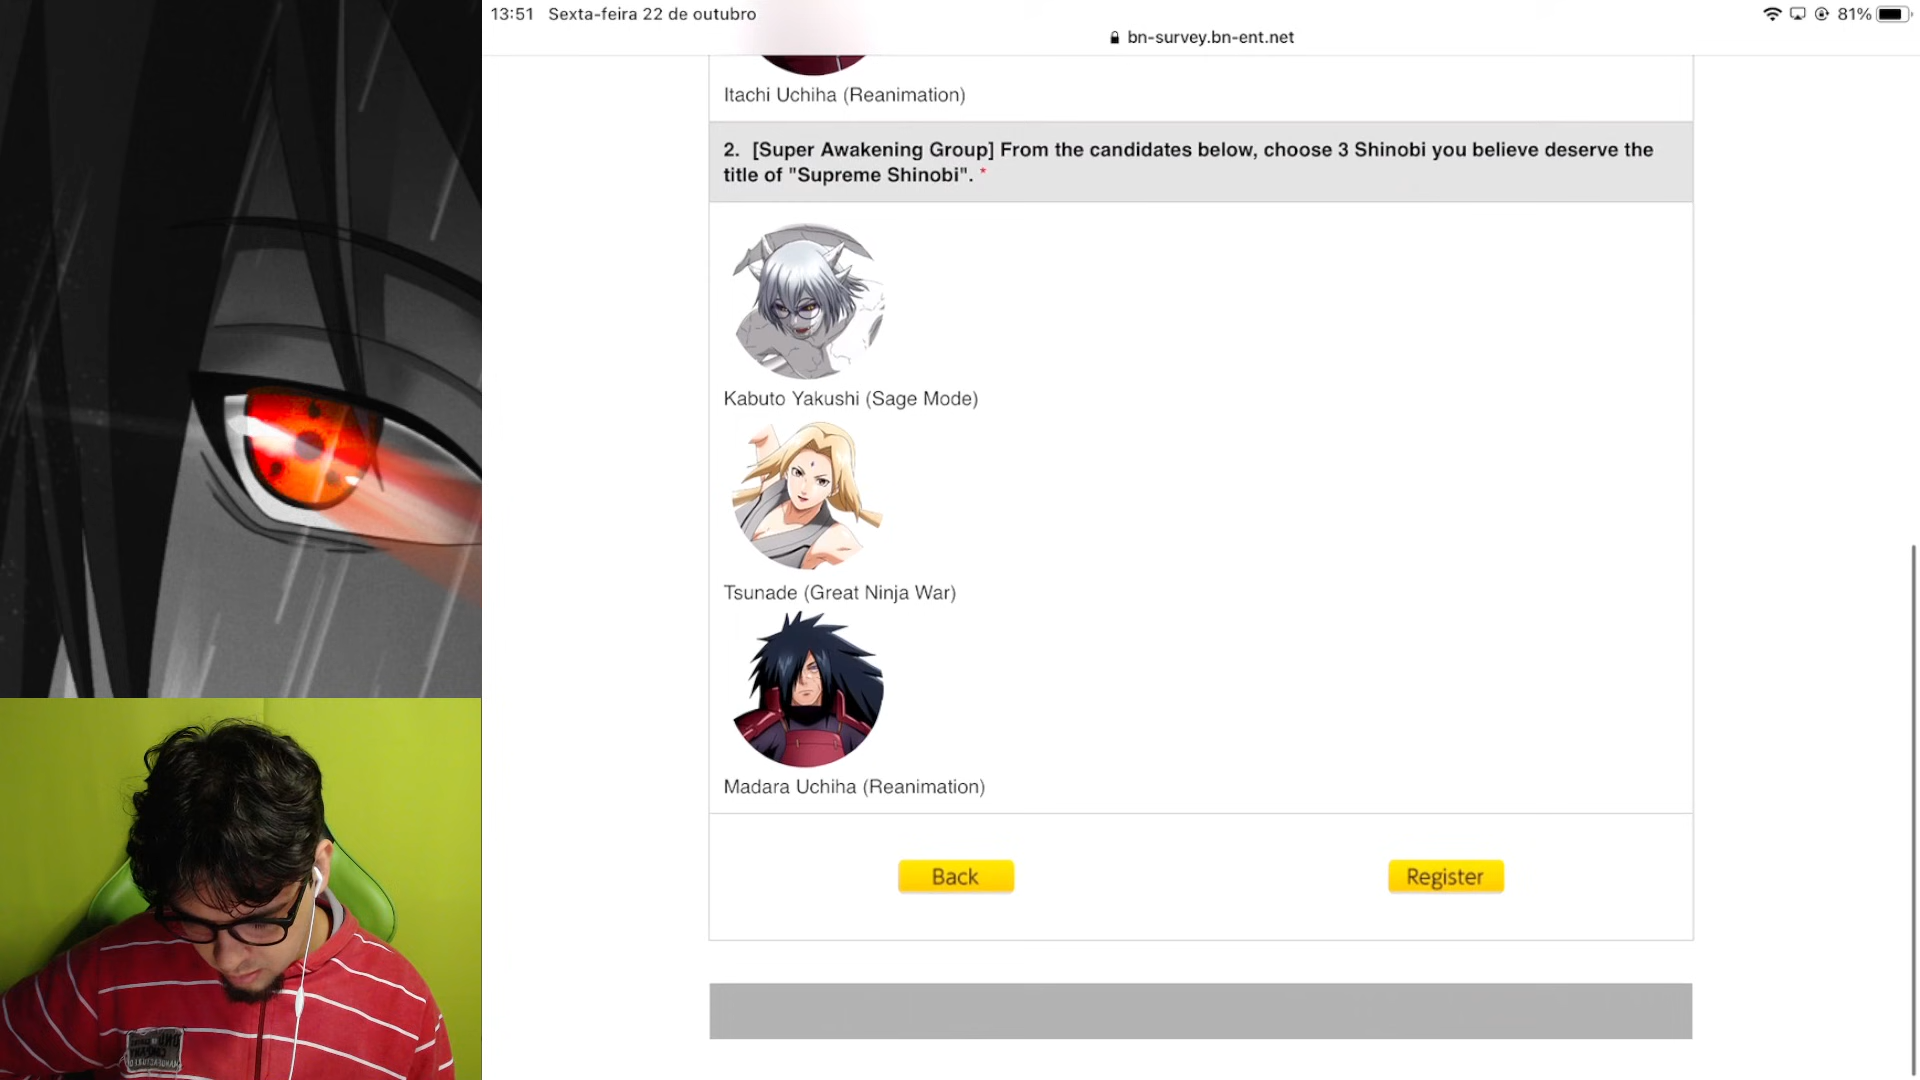 13:51 Sexta-feira 22 de outubro
81%
bn-survey.bn-ent.net
Itachi Uchiha (Reanimation)
2. [Super Awakening Group] From the candidates below, choose 3 Shinobi you believe deserve the
title of "Supreme Shinobi". *
Kabuto Yakushi (Sage Mode)
Tsunade (Great Ninja War)
Madara Uchiha (Reanimation)
Back
Register